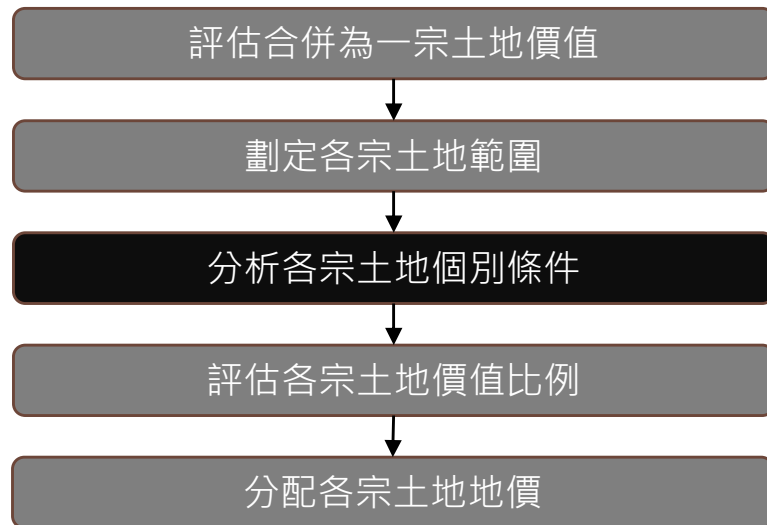 評估合併為一宗土地價值
劃定各宗土地範圍
分析各宗土地個別條件
評估各宗土地價值比例
分配各宗土地地價